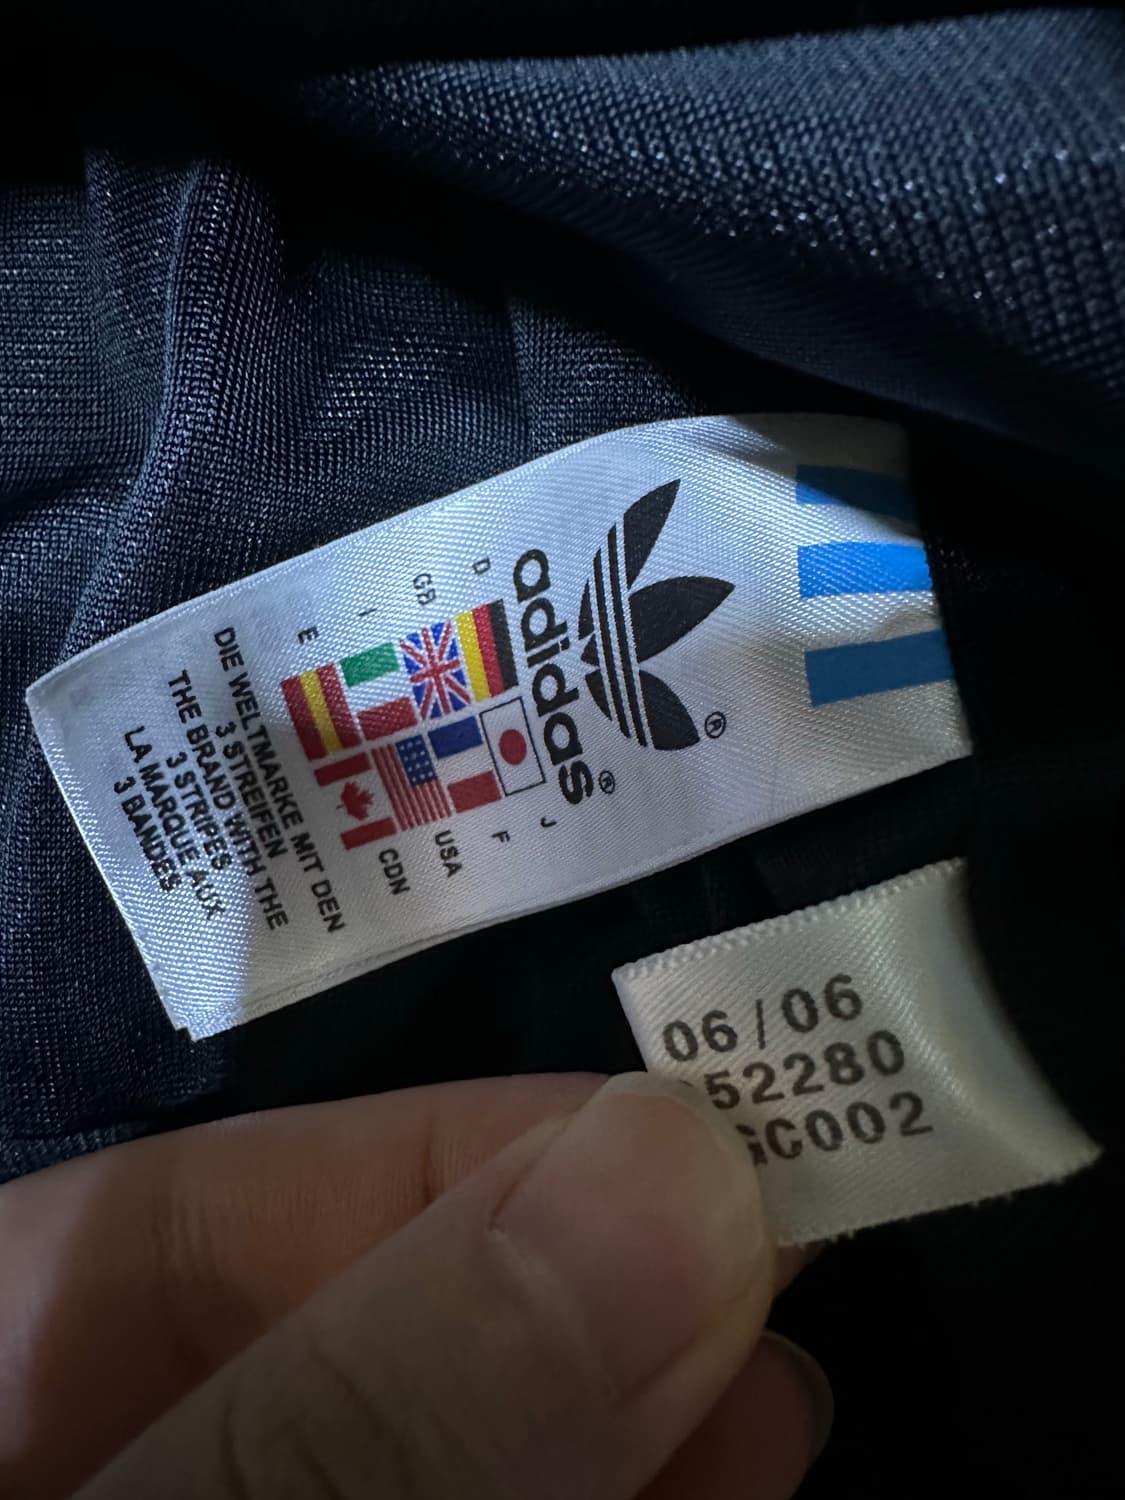 adidas®
®
D
GB
I
E
J
F
USA
CDN
DIE WELTMARKE MIT DEN
3 STREIFEN
THE BRAND WITH THE
3 STRIPES
LA MARQUE AUX
3 BANDES
06/06
52280
GC002